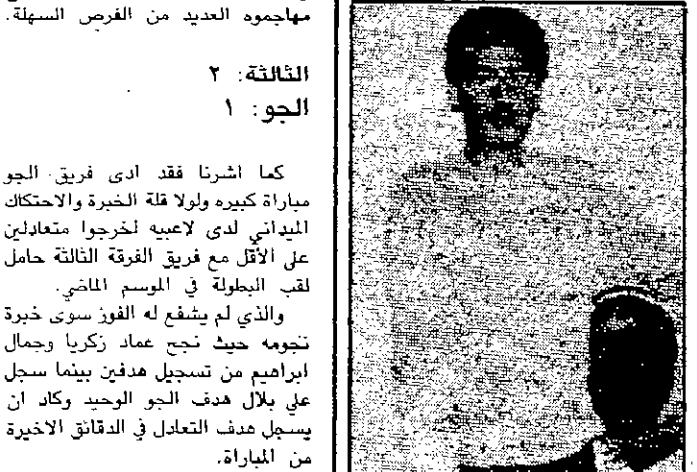 مهاجموه العديد من الفرص السهلة.
الثالثة: ٢
الجو: ١
كما اشرنا فقد ادى فريق الجو
مباراة كبيره ولولا قلة الخبرة والاحتكاك
الميداني لدى لاعبيه لخرجوا متعادلين
على الأقل مع فريق الفرقة الثالثة حامل
لقب البطولة في الموسم الماضي.
والذي لم يشفع له الفوز سوى خبرة
نجومه حيث نجح عماد زكريا وجمال
ابراهيم من تسجيل هدفين بينما سجل
علي بلال هدف الجو الوحيد وكاد ان
يسجل هدف التعادل في الدقائق الاخيرة
من المباراة.